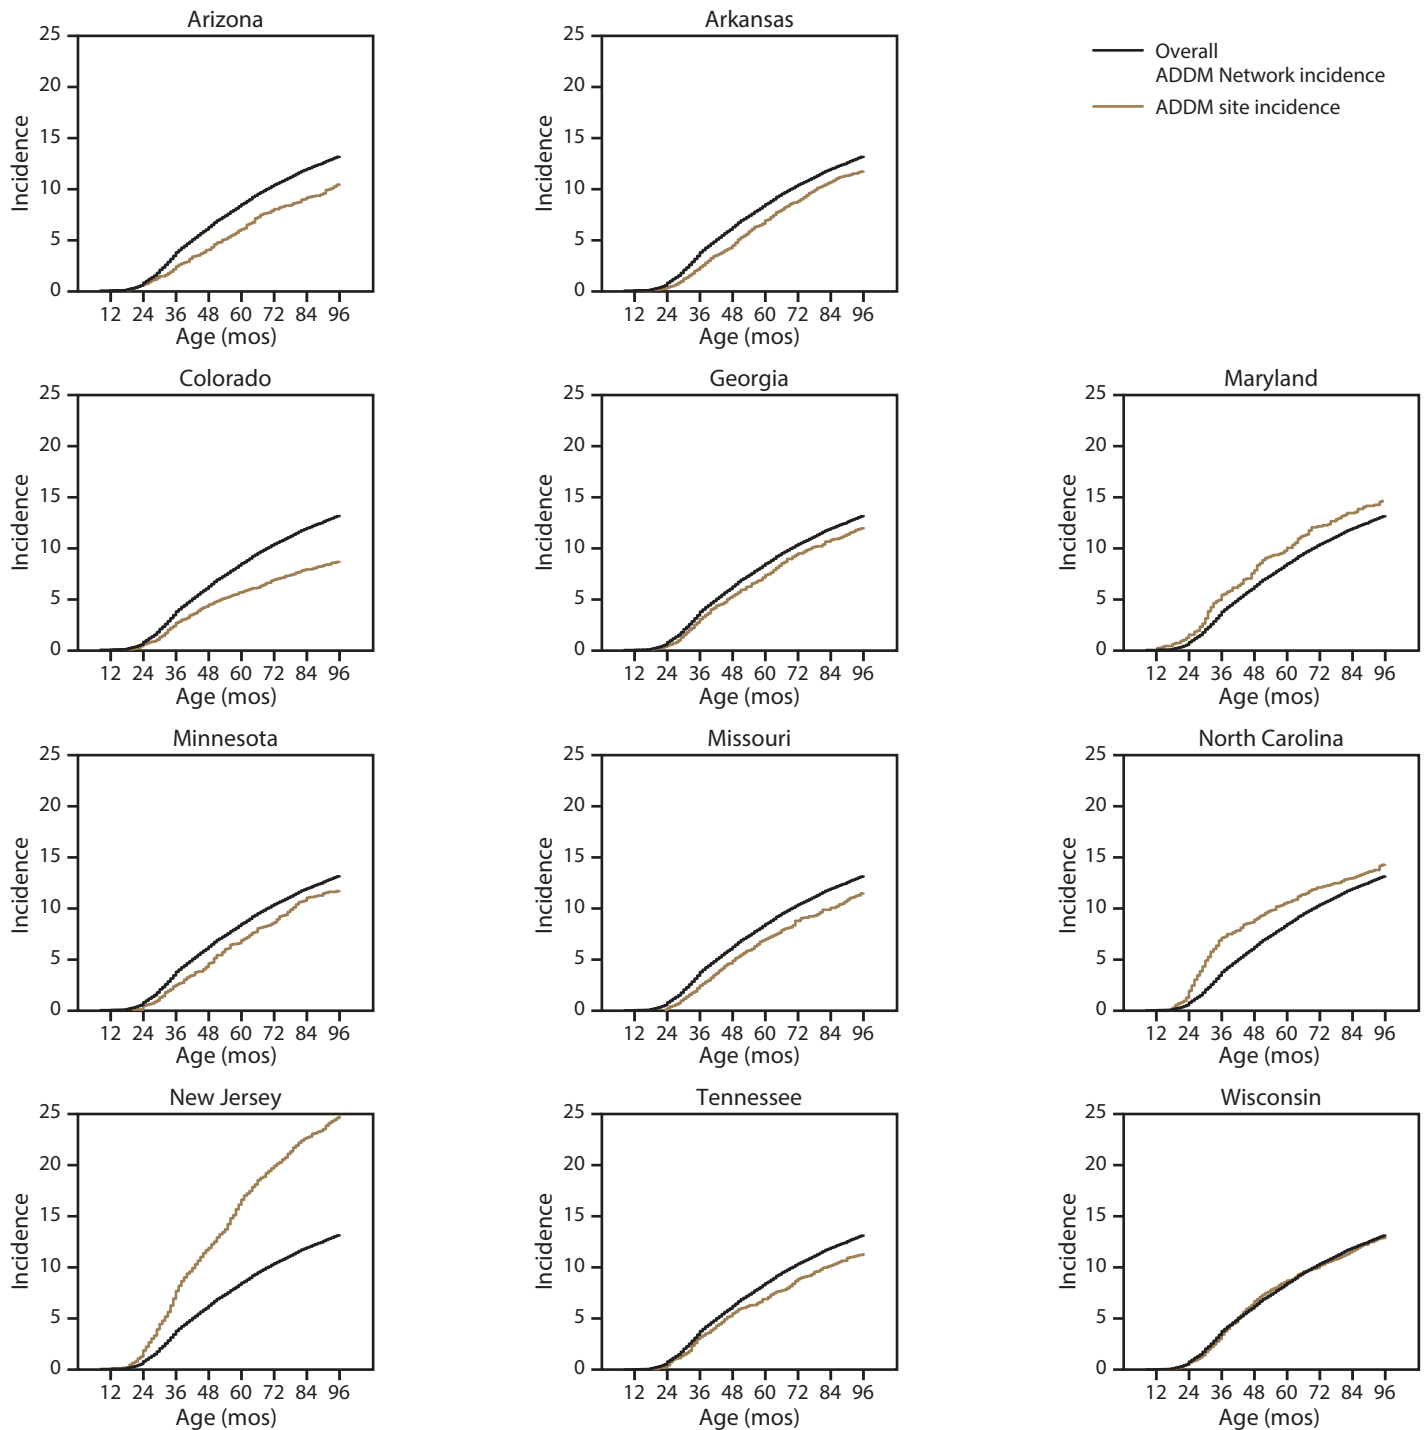 Arizona
25
20
15
10
5
0
Incidence
12 24 36 48 60 72 84 96
Age (mos)
Arkansas
25
20
15
10
5
0
Incidence
12 24 36 48 60 72 84 96
Age (mos)
Overall
ADDM Network incidence
ADDM site incidence
Colorado
25
20
15
10
5
0
Incidence
12 24 36 48 60 72 84 96
Age (mos)
Georgia
25
20
15
10
5
0
Incidence
12 24 36 48 60 72 84 96
Age (mos)
Maryland
25
20
15
10
5
0
Incidence
12 24 36 48 60 72 84 96
Age (mos)
Minnesota
25
20
15
10
5
0
Incidence
12 24 36 48 60 72 84 96
Age (mos)
Missouri
25
20
15
10
5
0
Incidence
12 24 36 48 60 72 84 96
Age (mos)
North Carolina
25
20
15
10
5
0
Incidence
12 24 36 48 60 72 84 96
Age (mos)
New Jersey
25
20
15
10
5
0
Incidence
12 24 36 48 60 72 84 96
Age (mos)
Tennessee
25
20
15
10
5
0
Incidence
12 24 36 48 60 72 84 96
Age (mos)
Wisconsin
25
20
15
10
5
0
Incidence
12 24 36 48 60 72 84 96
Age (mos)